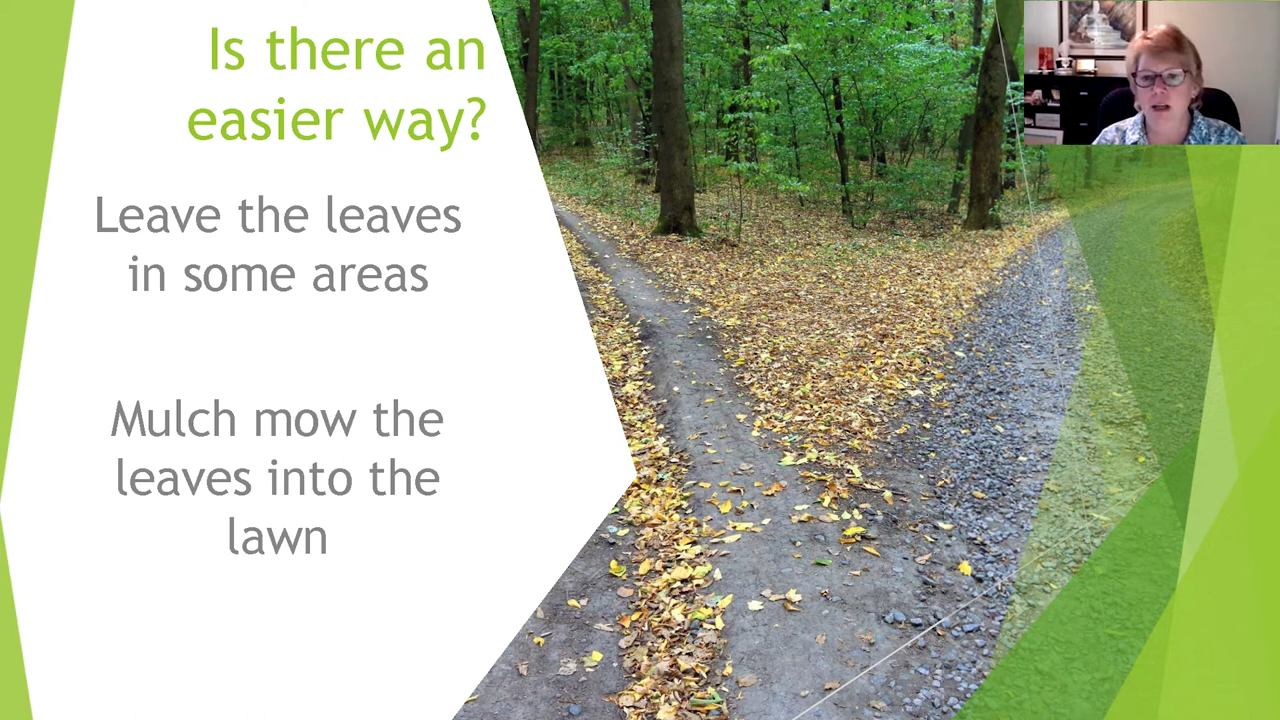 Is there an
easier way?
Leave the leaves
in some areas
Mulch mow the
leaves into the
lawn